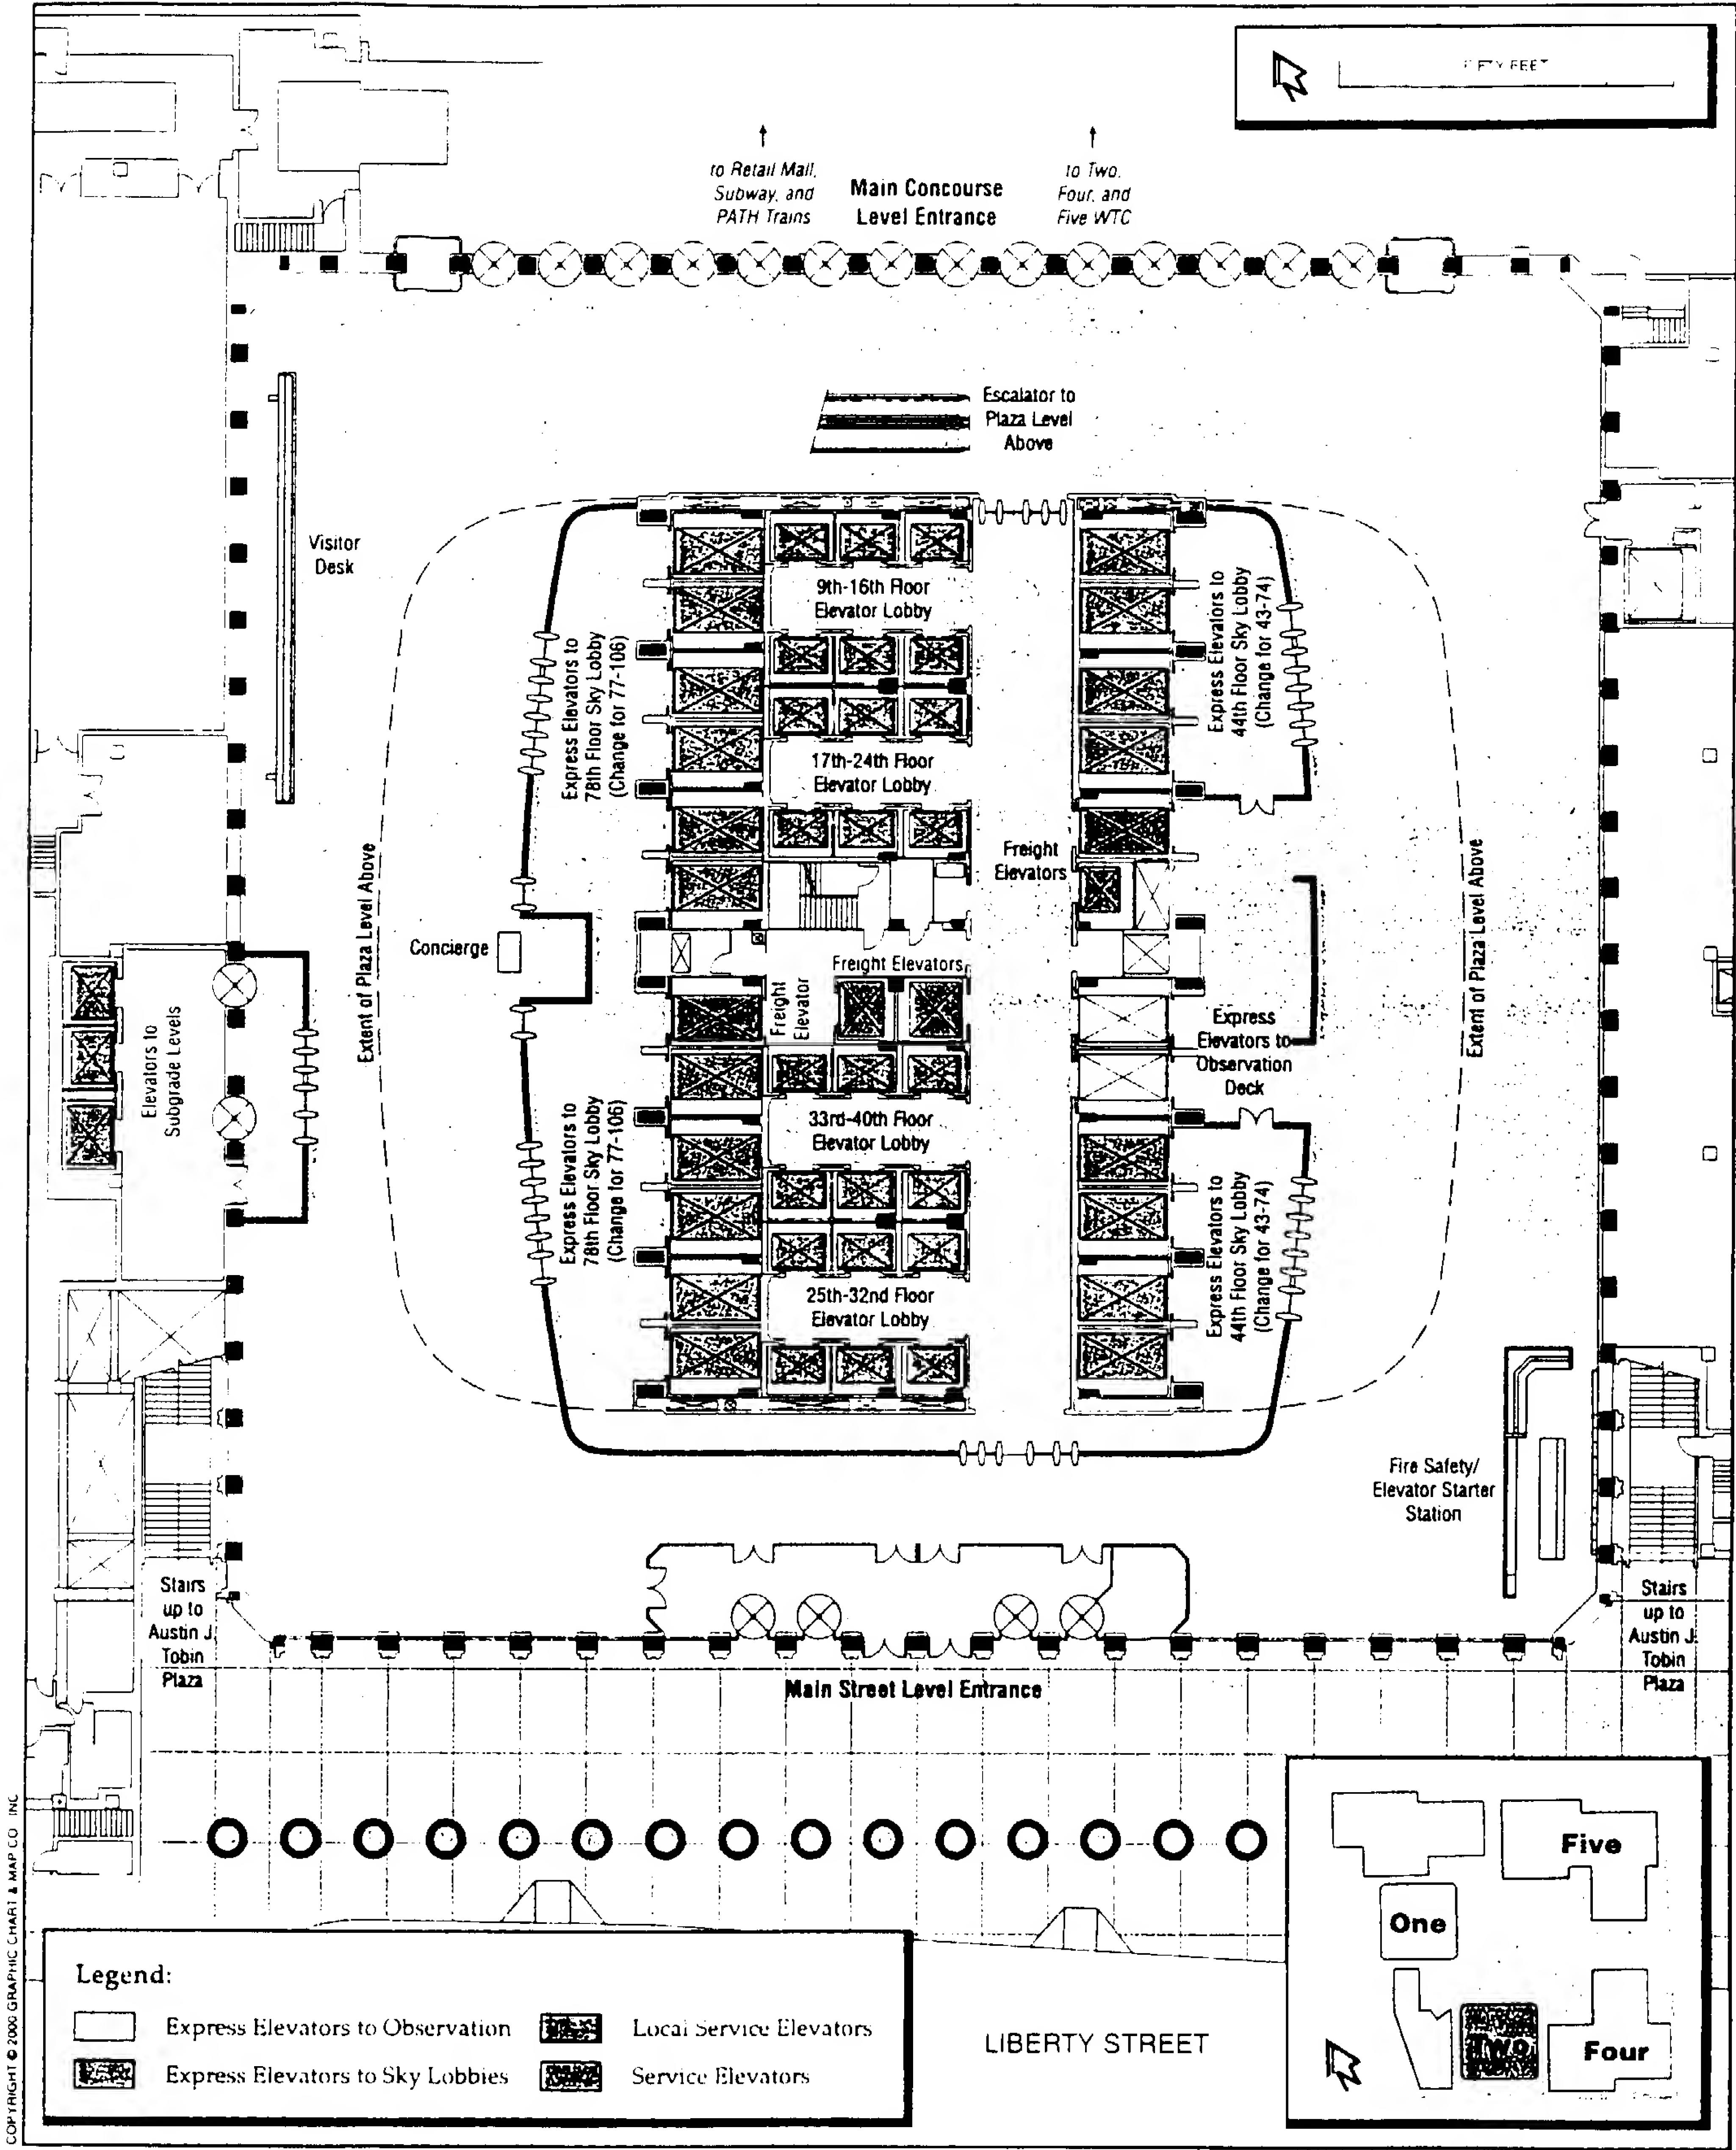 FIFTY FEET
to Retail Mall,
Subway, and
PATH Trains
Main Concourse
Level Entrance
to Two,
Four, and
Five WTC
Escalator to
Plaza Level
Above
Visitor
Desk
9th-16th Floor
Elevator Lobby
Express Elevators to
78th Floor Sky Lobby
(Change for 77-106)
Express Elevators to
44th Floor Sky Lobby
(Change for 43-74)
17th-24th Floor
Elevator Lobby
Freight
Elevators
Extent of Plaza Level Above
Extent of Plaza Level Above
Concierge
Freight Elevators
Freight
Elevator
Elevators to
Subgrade Levels
Express
Elevators to
Observation
Deck
33rd-40th Floor
Elevator Lobby
Express Elevators to
78th Floor Sky Lobby
(Change for 77-106)
Express Elevators to
44th Floor Sky Lobby
(Change for 43-74)
25th-32nd Floor
Elevator Lobby
Fire Safety/
Elevator Starter
Station
Stairs
up to
Austin J.
Tobin
Plaza
Stairs
up to
Austin J.
Tobin
Plaza
Main Street Level Entrance
Five
One
Two
Four
Legend:
Express Elevators to Observation
Local Service Elevators
Express Elevators to Sky Lobbies
Service Elevators
LIBERTY STREET
COPYRIGHT © 2000 GRAPHIC CHART & MAP CO INC